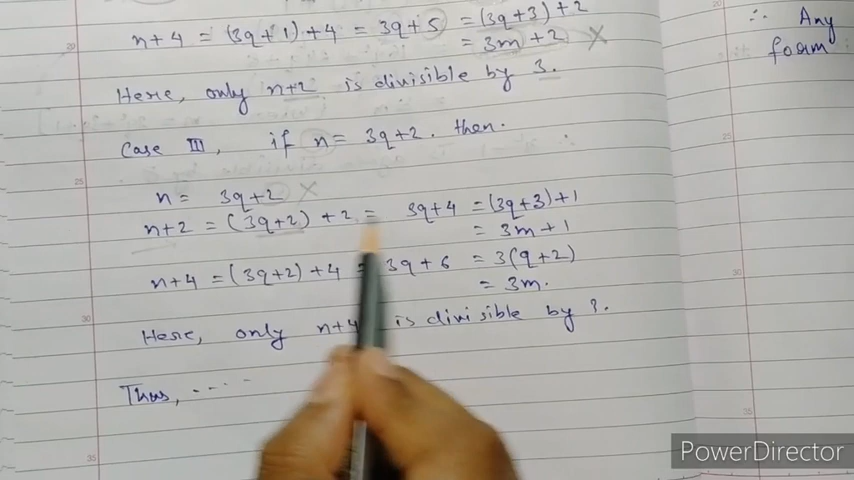 n+4 = (3q+1)+4 = 3q+5 = (3q+3)+2
= 3m+2 ×
Here, only n+2 is divisible by 3.
Case III, if n= 3q+2. then.
n= 3q+2 ×
n+2 = (3q+2)+2 = 3q+4 = (3q+3)+1
= 3m+1
n+4 = (3q+2)+4 = 3q+6 = 3(q+2)
= 3m.
Here, only n+4 is divisible by 3.
Thus, .....
∴ Any
form
PowerDirector